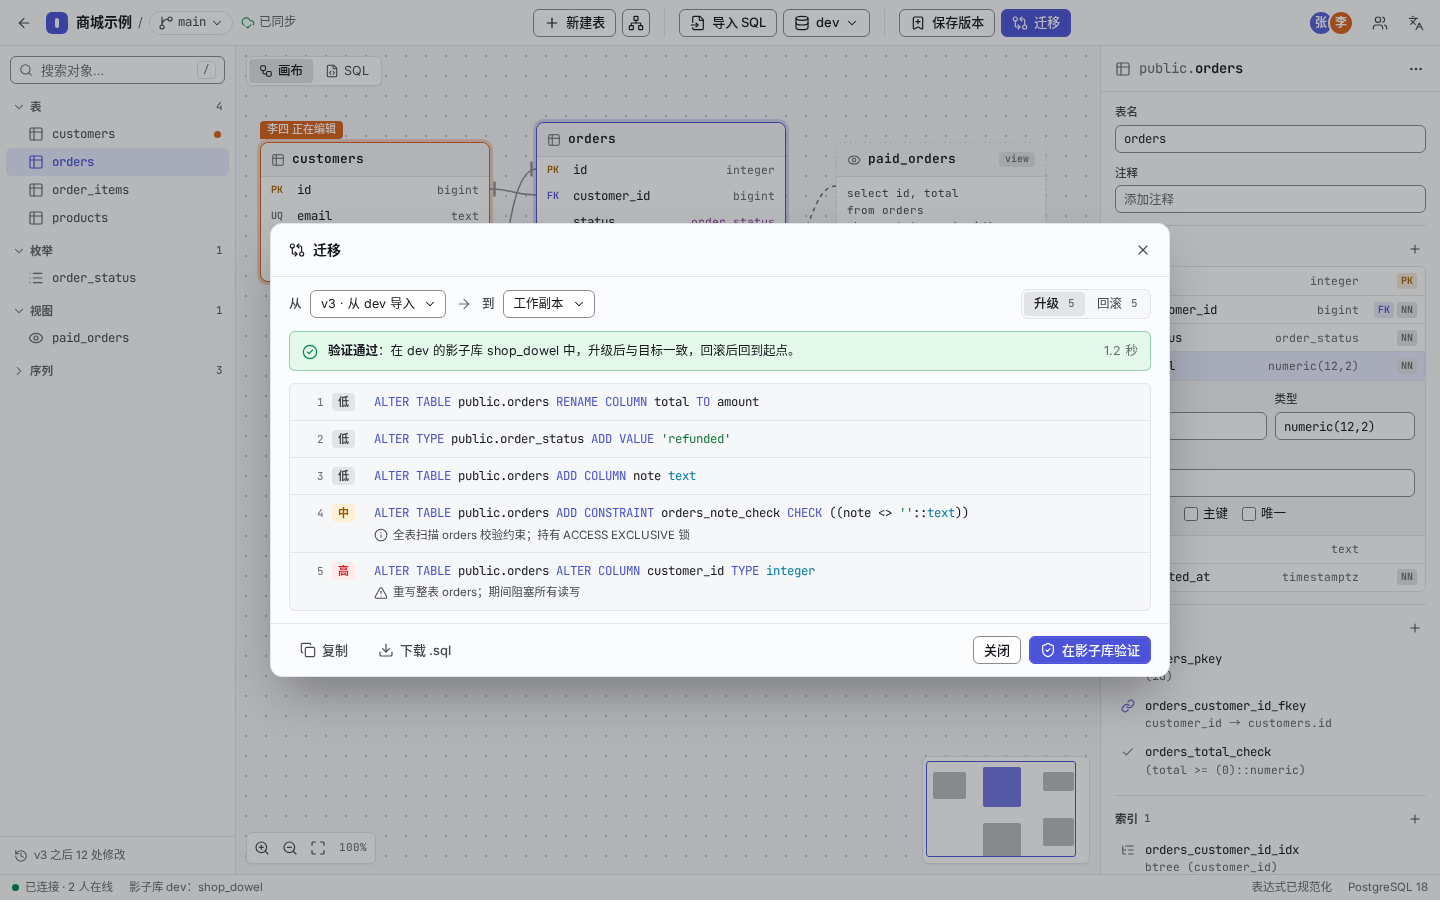 商城示例 / main 已同步 新建表 导入 SQL dev 保存版本 迁移 张 李
搜索对象... /
表 4
customers
orders
order_items
products
枚举 1
order_status
视图 1
paid_orders
序列 3
v3 之后 12 处修改
画布 SQL
李四 正在编辑
customers
PK id bigint
UQ email text
orders
PK id integer
FK customer_id bigint
status order_status
paid_orders view
select id, total
from orders
迁移
从 v3 · 从 dev 导入 到 工作副本 升级 5 回滚 5
验证通过：在 dev 的影子库 shop_dowel 中，升级后与目标一致，回滚后回到起点。 1.2 秒
1 低 ALTER TABLE public.orders RENAME COLUMN total TO amount
2 低 ALTER TYPE public.order_status ADD VALUE 'refunded'
3 低 ALTER TABLE public.orders ADD COLUMN note text
4 中 ALTER TABLE public.orders ADD CONSTRAINT orders_note_check CHECK ((note <> ''::text))
全表扫描 orders 校验约束；持有 ACCESS EXCLUSIVE 锁
5 高 ALTER TABLE public.orders ALTER COLUMN customer_id TYPE integer
重写整表 orders；期间阻塞所有读写
复制 下载 .sql 关闭 在影子库验证
100%
public.orders
表名
orders
注释
添加注释
integer PK
omer_id bigint FK NN
us order_status NN
l numeric(12,2) NN
类型
numeric(12,2)
主键 唯一
text
ted_at timestamptz NN
ers_pkey
(id)
orders_customer_id_fkey
customer_id → customers.id
orders_total_check
(total >= (0)::numeric)
索引 1
orders_customer_id_idx
btree (customer_id)
已连接 · 2 人在线 影子库 dev：shop_dowel 表达式已规范化 PostgreSQL 18